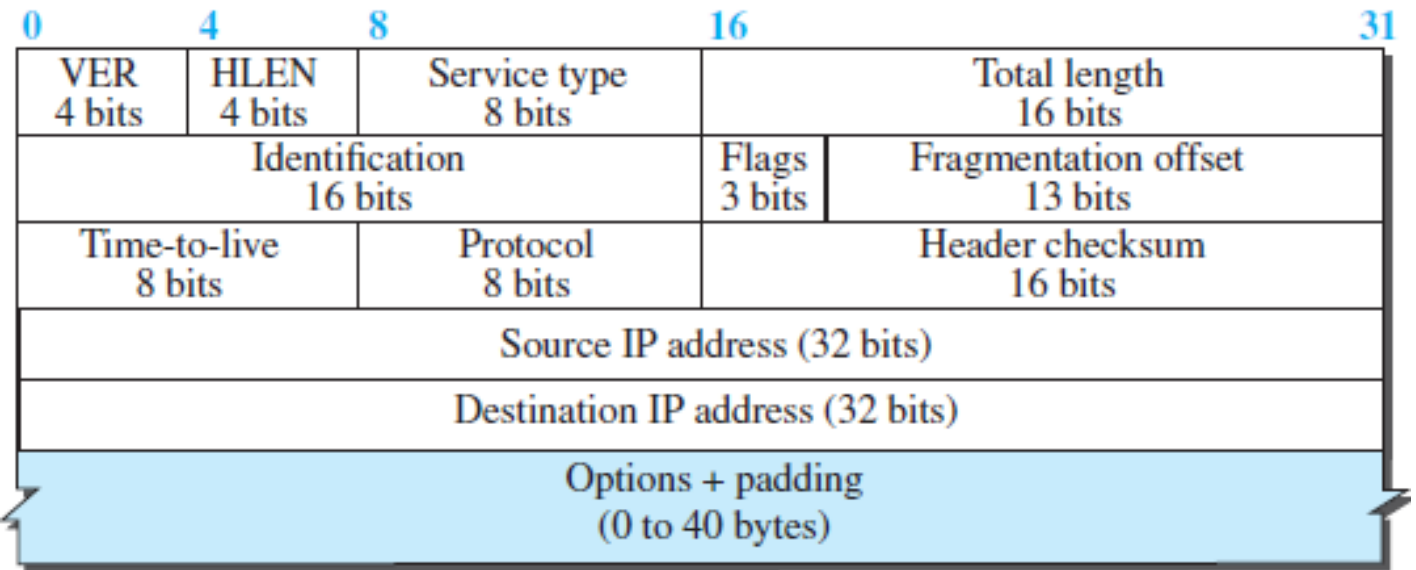 0 4 8 16 31
VER HLEN Service type Total length
4 bits 4 bits 8 bits 16 bits
Identification Flags Fragmentation offset
16 bits 3 bits 13 bits
Time-to-live Protocol Header checksum
8 bits 8 bits 16 bits
Source IP address (32 bits)
Destination IP address (32 bits)
Options + padding
(0 to 40 bytes)